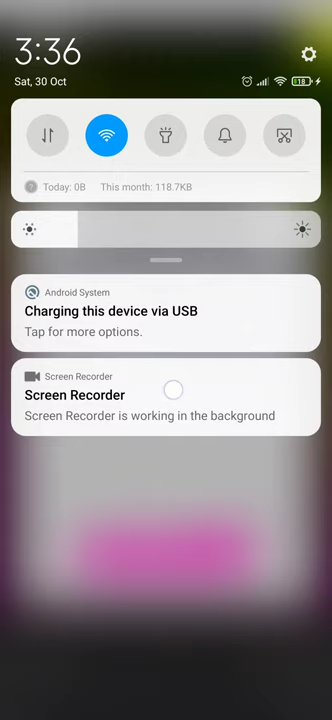 3:36
Sat, 30 Oct
18
Today: 0B This month: 118.7KB
Android System
Charging this device via USB
Tap for more options.
Screen Recorder
Screen Recorder
Screen Recorder is working in the background